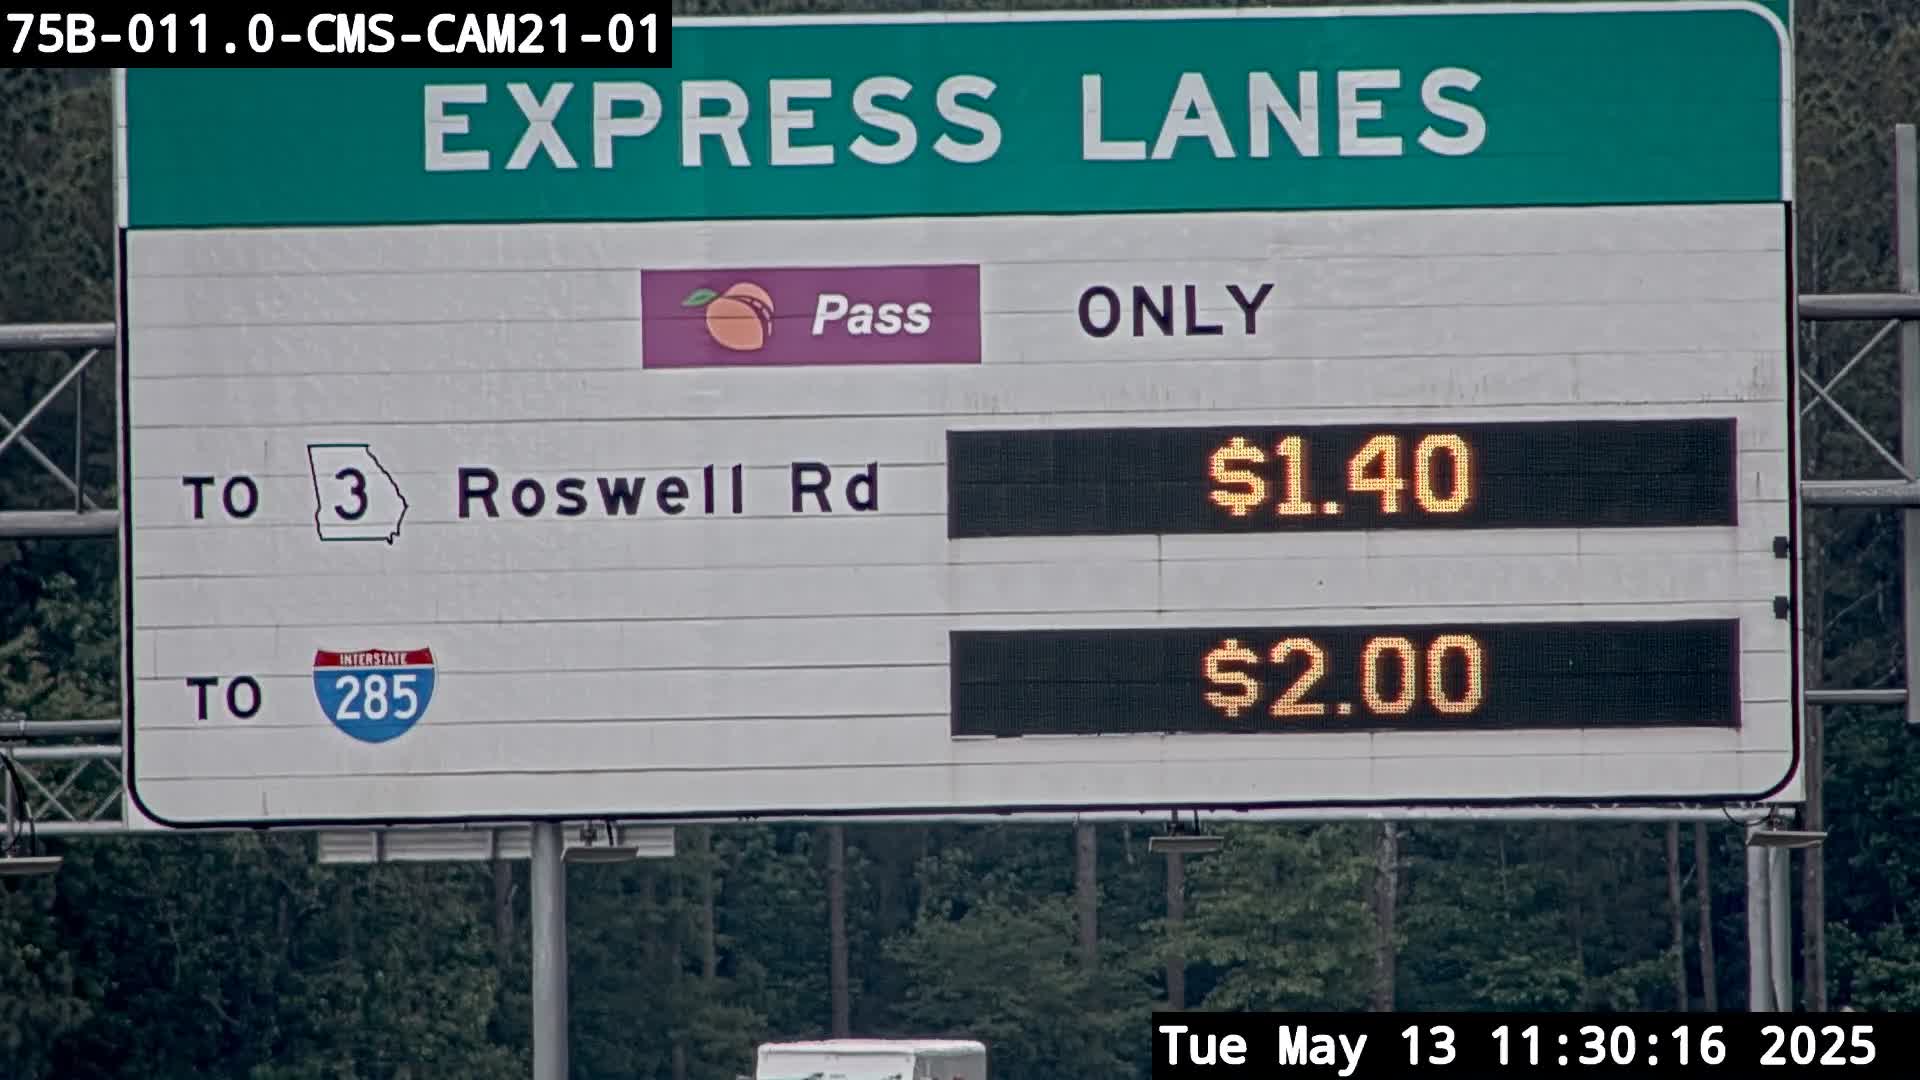 75B-011.0-CMS-CAM21-01
EXPRESS LANES
Pass ONLY
TO 3 Roswell Rd $1.40
INTERSTATE
TO 285 $2.00
Tue May 13 11:30:16 2025